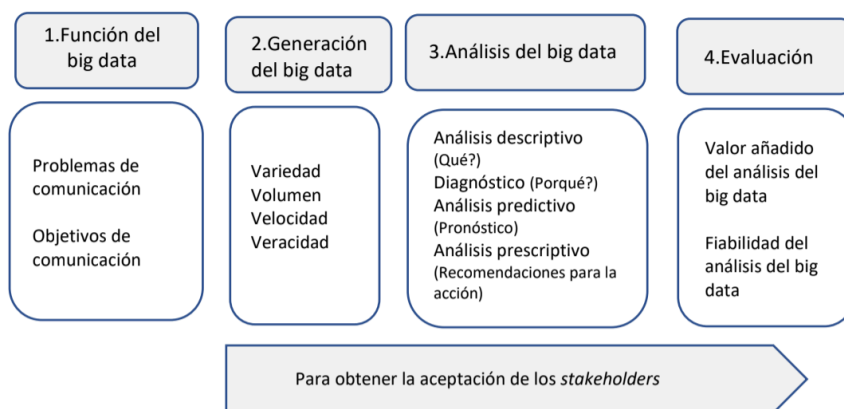 1.Función del
big data
2.Generación
del big data
3.Análisis del big data
4.Evaluación
Problemas de
comunicación
Objetivos de
comunicación
Variedad
Volumen
Velocidad
Veracidad
Análisis descriptivo
(Qué?)
Diagnóstico (Porqué?)
Análisis predictivo
(Pronóstico)
Análisis prescriptivo
(Recomendaciones para la
acción)
Valor añadido
del análisis del
big data
Fiabilidad del
análisis del big
data
Para obtener la aceptación de los stakeholders